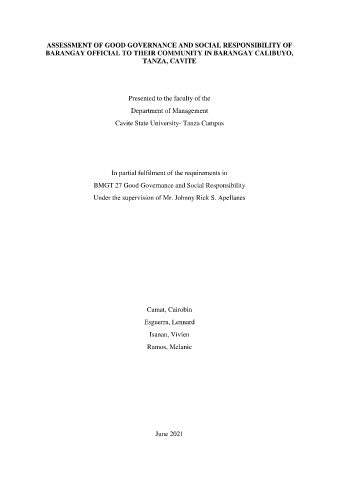 ASSESSMENT OF GOOD GOVERNANCE AND SOCIAL RESPONSIBILITY OF
BARANGAY OFFICIAL TO THEIR COMMUNITY IN BARANGAY CALIBUYO,
TANZA, CAVITE
Presented to the faculty of the
Department of Management
Cavite State University- Tanza Campus
In partial fulfilment of the requirements in
BMGT 27 Good Governance and Social Responsibility
Under the supervision of Mr. Johnny Rick S. Apellanes
Camat, Cairobin
Esguerra, Lennard
Isanan, Vivien
Ramos, Melanie
June 2021